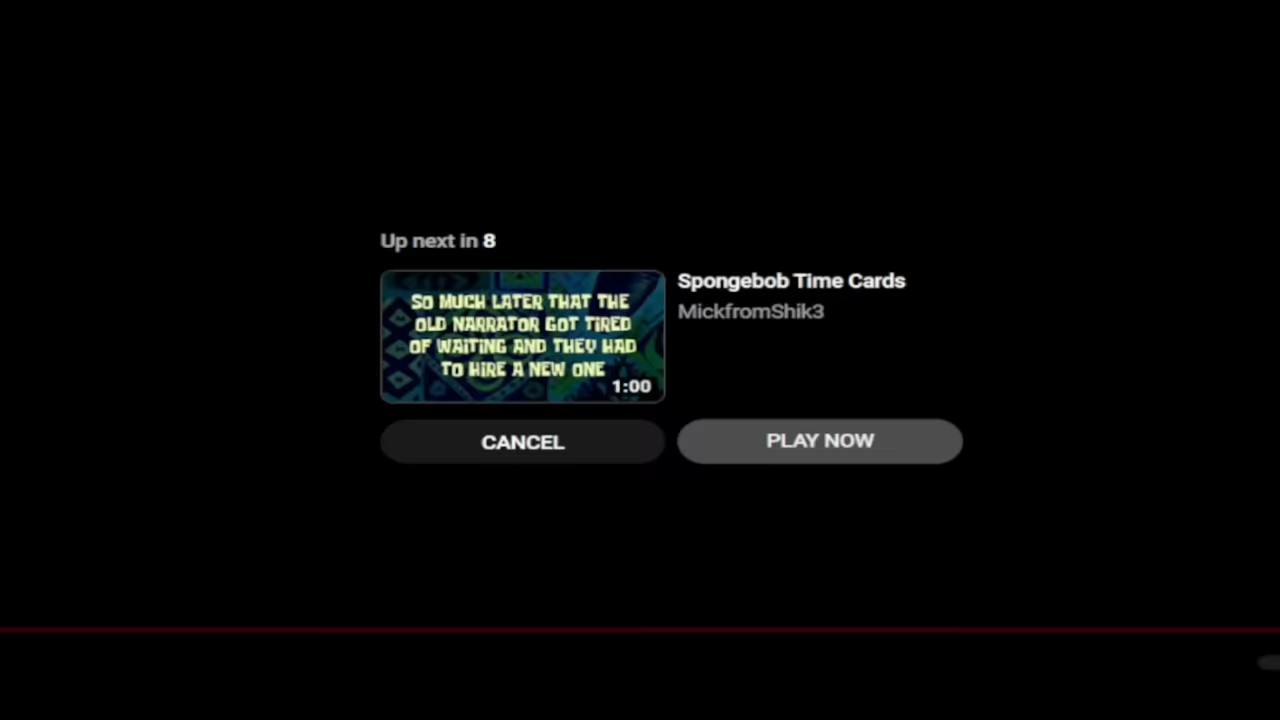 Up next in 8
SO MUCH LATER THAT THE
OLD NARRATOR GOT TIRED
OF WAITING AND THEY HAD
TO HIRE A NEW ONE
1:00
Spongebob Time Cards
MickfromShik3
CANCEL
PLAY NOW